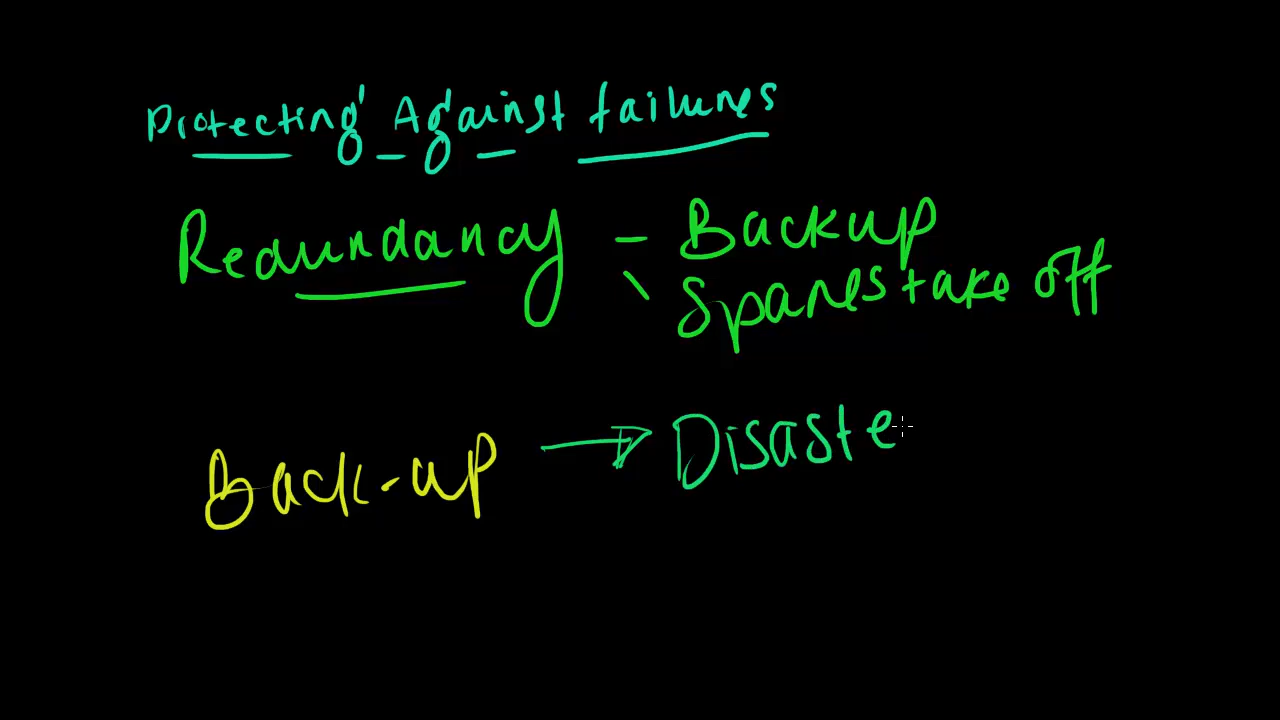 Protecting Against failures
Redundancy - Backup
\ Spares take off
Back-up → Disaste